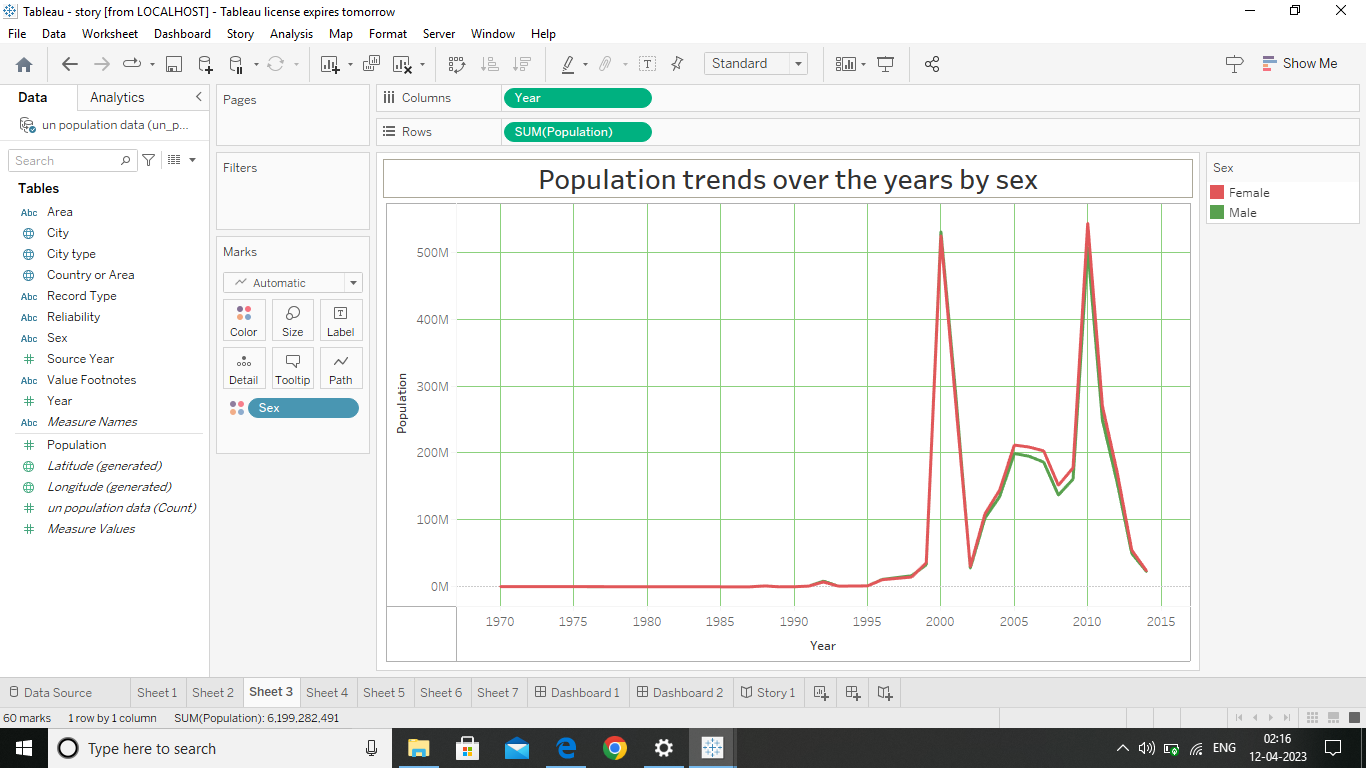 Tableau - story [from LOCALHOST] - Tableau license expires tomorrow
File Data Worksheet Dashboard Story Analysis Map Format Server Window Help
Standard
Show Me
Data Analytics
un population data (un_p...
Search
Tables
Abc Area
City
City type
Country or Area
Abc Record Type
Abc Reliability
Abc Sex
Source Year
Abc Value Footnotes
Year
Abc Measure Names
Population
Latitude (generated)
Longitude (generated)
un population data (Count)
Measure Values
Pages
Filters
Marks
Automatic
Color Size Label
Detail Tooltip Path
Sex
Columns Year
Rows SUM(Population)
Population trends over the years by sex
Population
500M
400M
300M
200M
100M
0M
1970 1975 1980 1985 1990 1995 2000 2005 2010 2015
Year
Sex
Female
Male
Data Source Sheet 1 Sheet 2 Sheet 3 Sheet 4 Sheet 5 Sheet 6 Sheet 7 Dashboard 1 Dashboard 2 Story 1
60 marks 1 row by 1 column SUM(Population): 6,199,282,491
Type here to search
ENG
02:16
12-04-2023